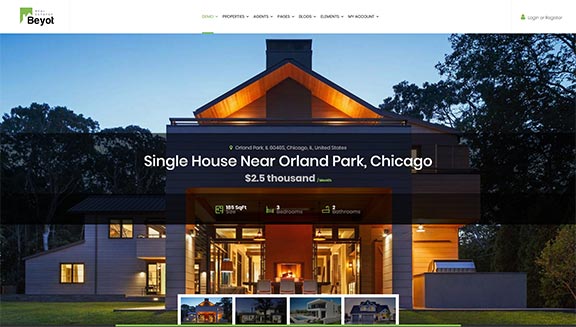 REAL ESTATE
Beyot
DEMO
PROPERTIES
AGENTS
PAGES
BLOGS
ELEMENTS
MY ACCOUNT
Login or Register
Orland Park, IL 60465, Chicago, IL, United States
Single House Near Orland Park, Chicago
$2.5 thousand / Month
185 SqFt
Size
3
Bedrooms
2
Bathrooms